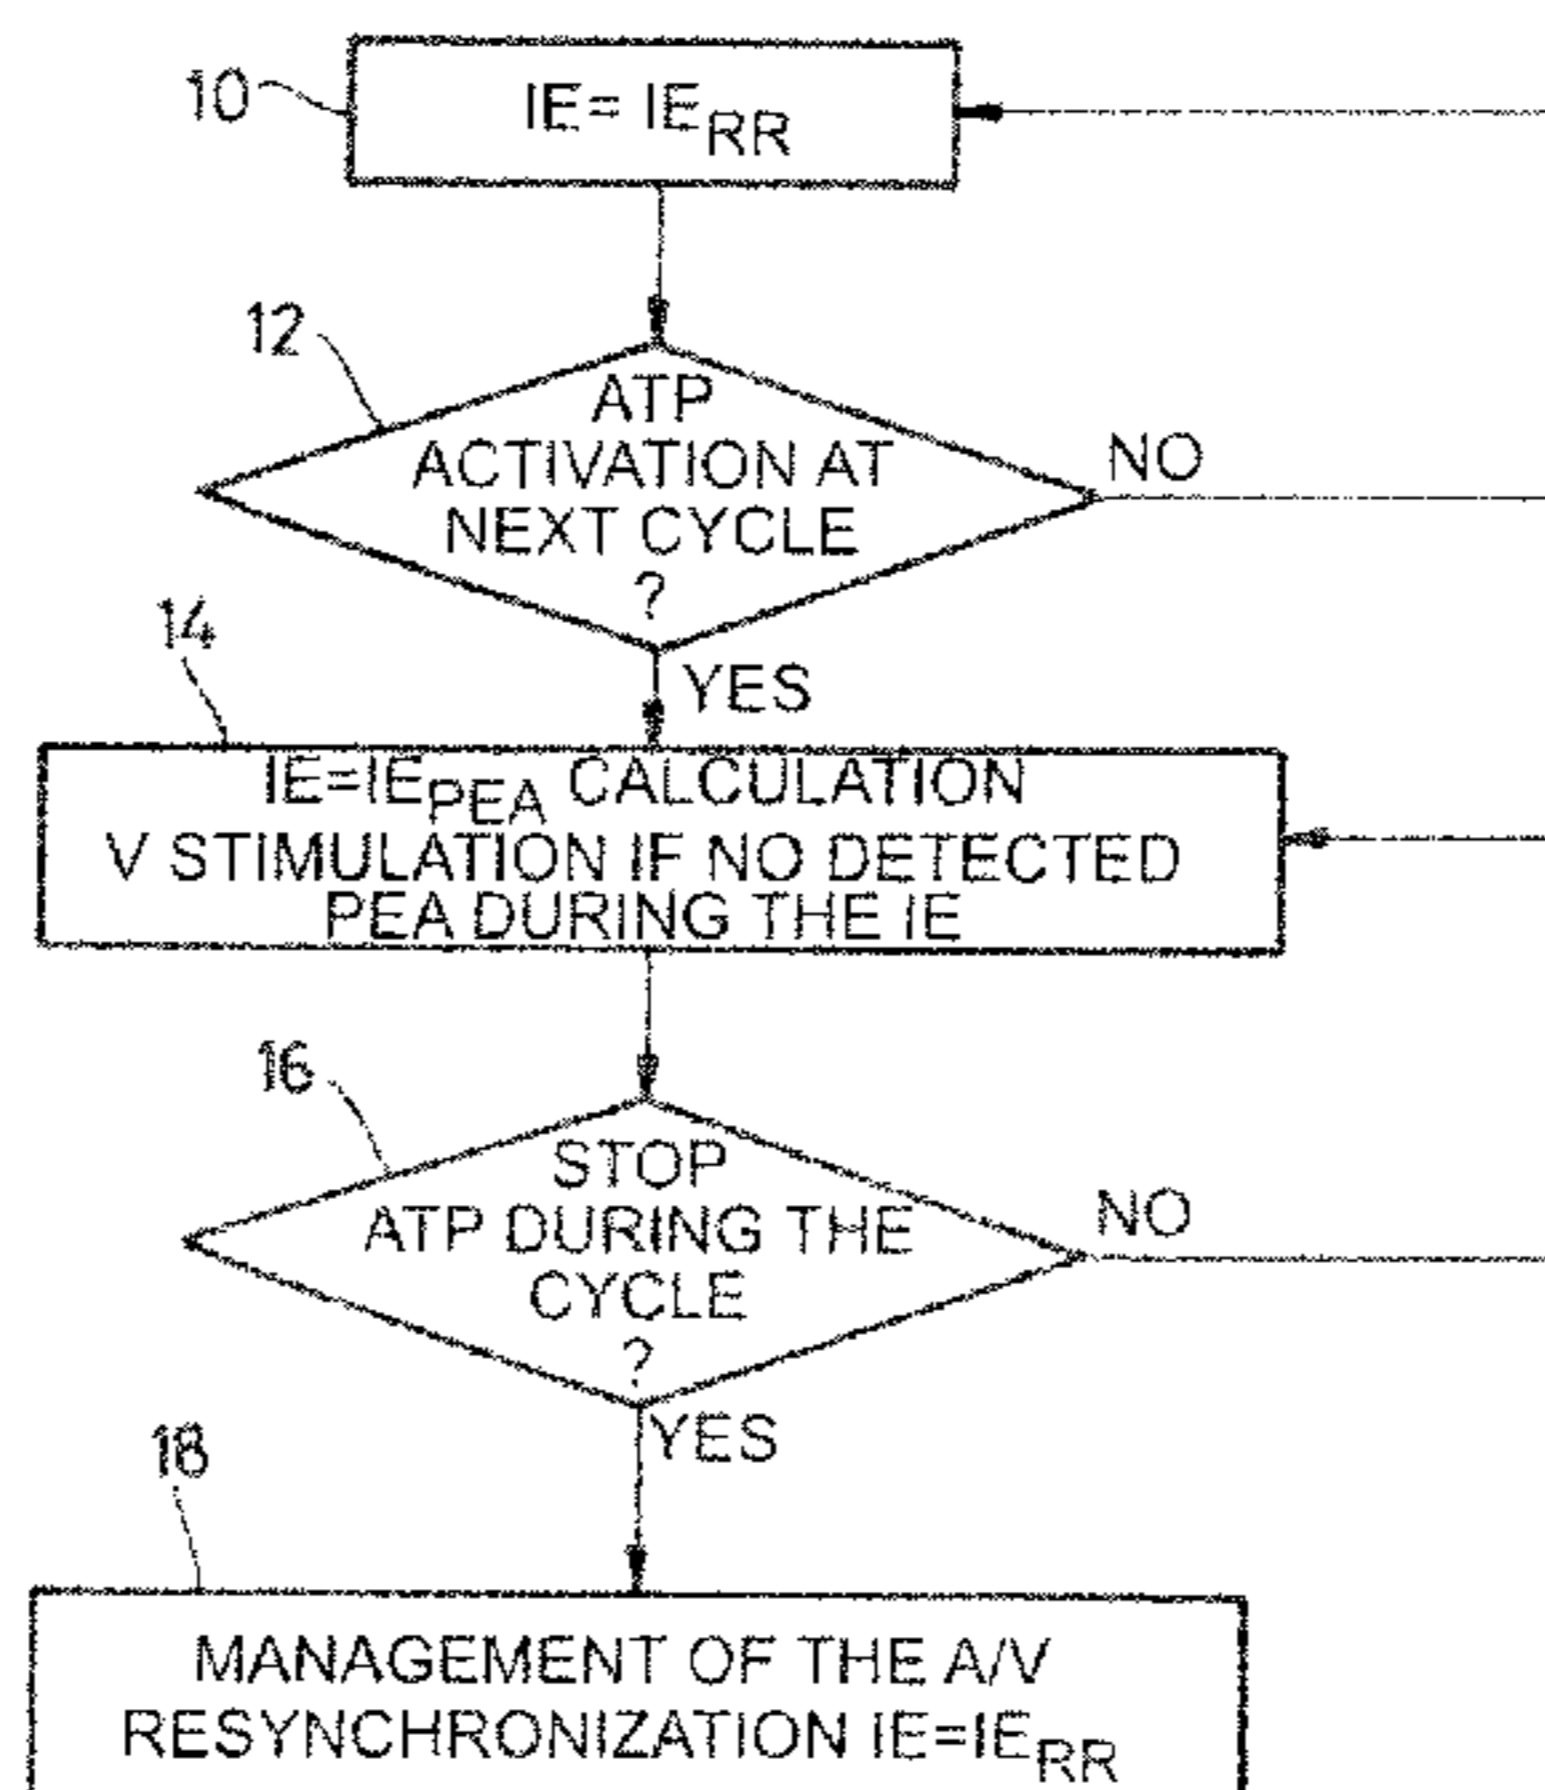 10
IE= IE_RR
12
ATP
ACTIVATION AT
NEXT CYCLE
?
NO
14
YES
IE=IE_PEA CALCULATION
V STIMULATION IF NO DETECTED
PEA DURING THE IE
16
STOP
ATP DURING THE
CYCLE
?
NO
18
YES
MANAGEMENT OF THE A/V
RESYNCHRONIZATION IE=IE_RR